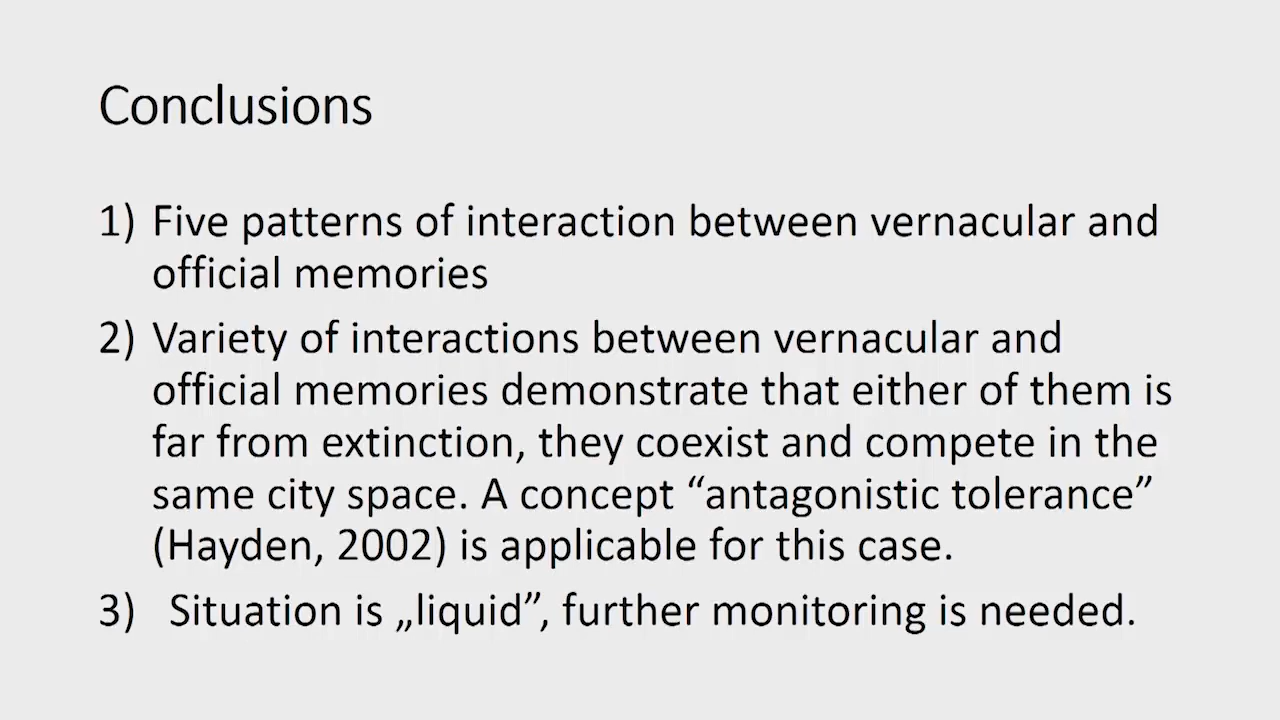 Conclusions
1) Five patterns of interaction between vernacular and
official memories
2) Variety of interactions between vernacular and
official memories demonstrate that either of them is
far from extinction, they coexist and compete in the
same city space. A concept “antagonistic tolerance”
(Hayden, 2002) is applicable for this case.
3) Situation is „liquid”, further monitoring is needed.